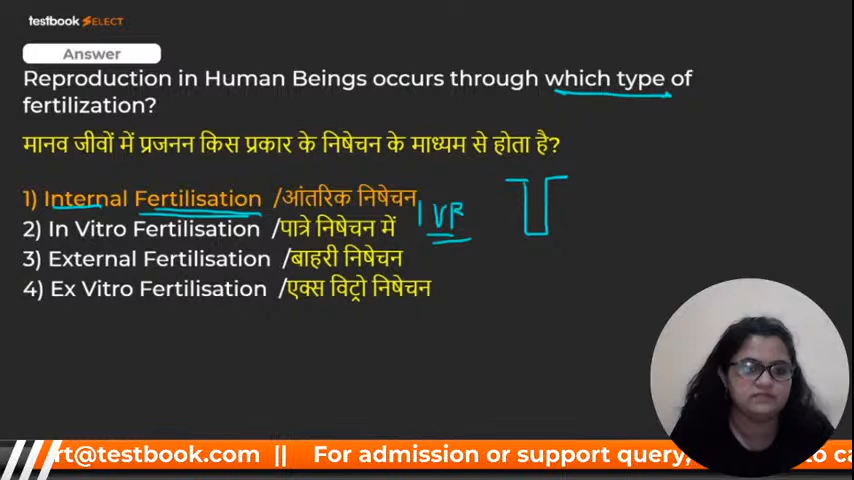 testbook SELECT
Answer
Reproduction in Human Beings occurs through which type of
fertilization?
मानव जीवों में प्रजनन किस प्रकार के निषेचन के माध्यम से होता है?
1) Internal Fertilisation /आंतरिक निषेचन
IVF
2) In Vitro Fertilisation /पात्रे निषेचन में
3) External Fertilisation /बाहरी निषेचन
4) Ex Vitro Fertilisation /एक्स विट्रो निषेचन
rt@testbook.com || For admission or support query, to ca